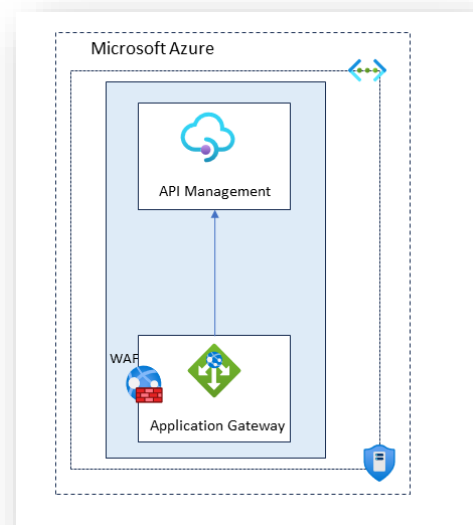 Microsoft Azure
API Management
WAF
Application Gateway